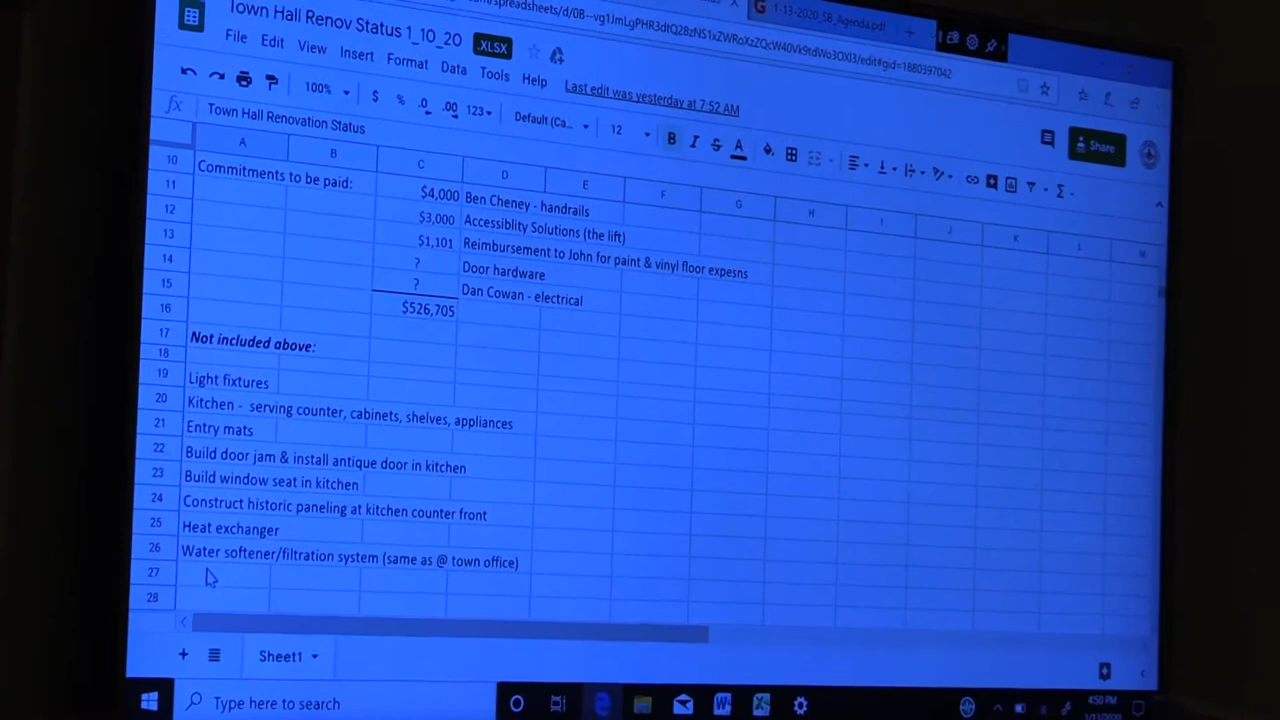 1-13-2020_SB_Agenda.pdf
Town Hall Renov Status 1_10_20 .XLSX
File Edit View Insert Format Data Tools Help Last edit was yesterday at 7:52 AM
100% $ % .0 .00 123 Default (Ca... 12 B I S A Share
fx Town Hall Renovation Status
A B C D E F G H I J K L M
10 Commitments to be paid:
11 $4,000 Ben Cheney - handrails
12 $3,000 Accessiblity Solutions (the lift)
13 $1,101 Reimbursement to John for paint & vinyl floor expesns
14 ? Door hardware
15 ? Dan Cowan - electrical
16 $526,705
17 Not included above:
18
19 Light fixtures
20 Kitchen - serving counter, cabinets, shelves, appliances
21 Entry mats
22 Build door jam & install antique door in kitchen
23 Build window seat in kitchen
24 Construct historic paneling at kitchen counter front
25 Heat exchanger
26 Water softener/filtration system (same as @ town office)
27
28
+ Sheet1
Type here to search
4:50 PM